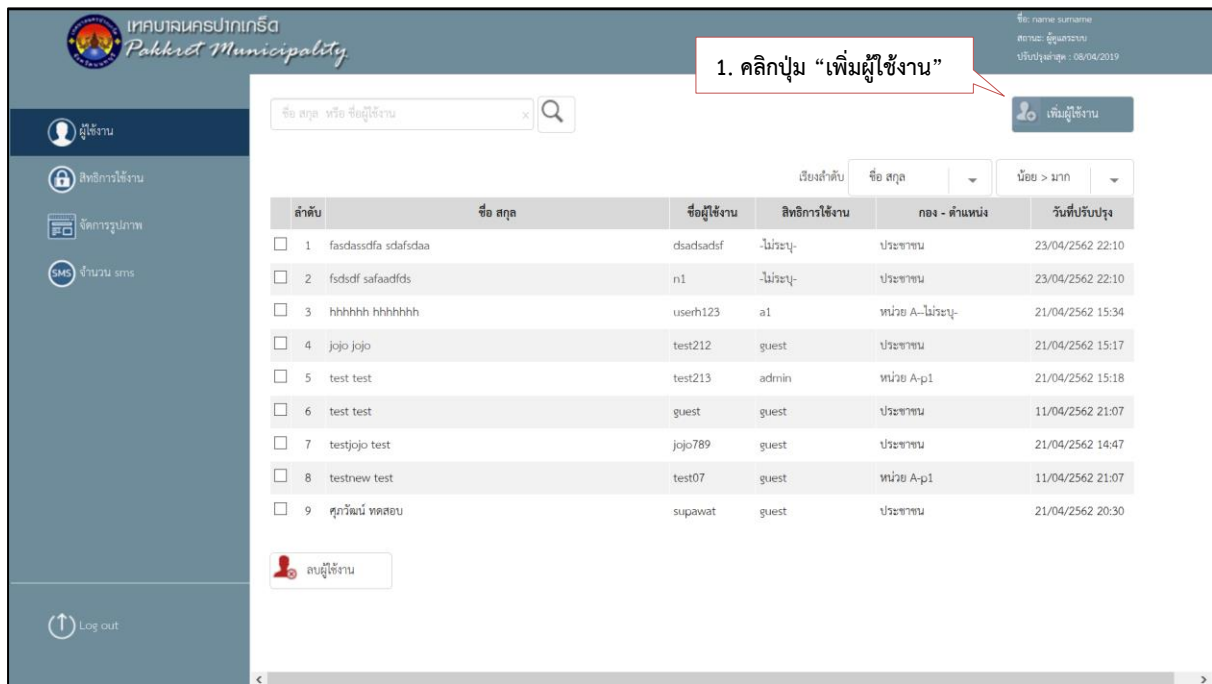 เทศบาลนครปากเกร็ด
Pakkret Municipality
ชื่อ: name surname
สถานะ: ผู้ดูแลระบบ
ปรับปรุงล่าสุด : 08/04/2019
1. คลิกปุ่ม “เพิ่มผู้ใช้งาน”
ชื่อ สกุล หรือ ชื่อผู้ใช้งาน x
เพิ่มผู้ใช้งาน
ผู้ใช้งาน
สิทธิการใช้งาน
จัดการรูปภาพ
SMS จำนวน sms
เรียงลำดับ ชื่อ สกุล น้อย > มาก
ลำดับ ชื่อ สกุล ชื่อผู้ใช้งาน สิทธิการใช้งาน กอง - ตำแหน่ง วันที่ปรับปรุง
1 fasdassdfa sdafsdaa dsadsadsf -ไม่ระบุ- ประชาชน 23/04/2562 22:10
2 fsdsdf safaadfds n1 -ไม่ระบุ- ประชาชน 23/04/2562 22:10
3 hhhhhh hhhhhhh userh123 a1 หน่วย A--ไม่ระบุ- 21/04/2562 15:34
4 jojo jojo test212 guest ประชาชน 21/04/2562 15:17
5 test test test213 admin หน่วย A-p1 21/04/2562 15:18
6 test test guest guest ประชาชน 11/04/2562 21:07
7 testjojo test jojo789 guest ประชาชน 21/04/2562 14:47
8 testnew test test07 guest หน่วย A-p1 11/04/2562 21:07
9 ศุภวัฒน์ ทดสอบ supawat guest ประชาชน 21/04/2562 20:30
ลบผู้ใช้งาน
Log out